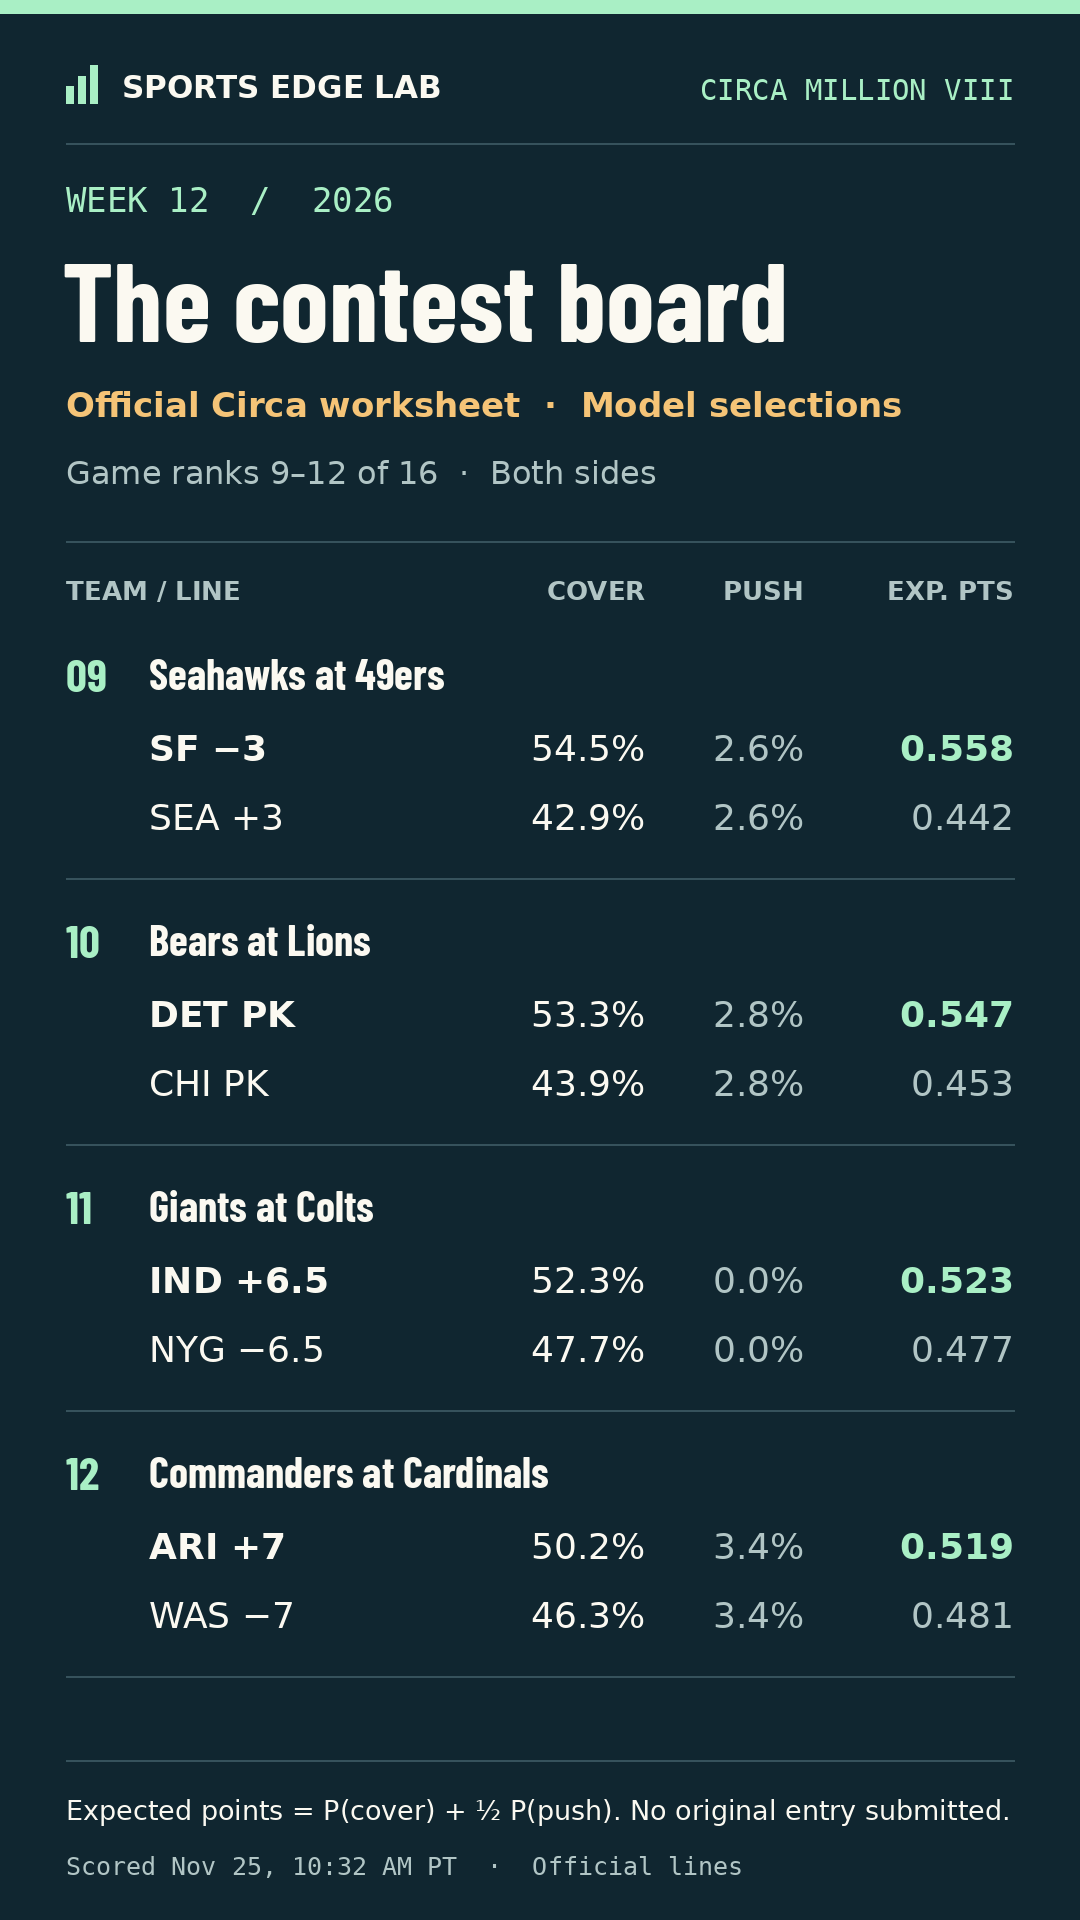 SPORTS EDGE LAB CIRCA MILLION VIII
WEEK 12 / 2026
The contest board
Official Circa worksheet · Model selections
Game ranks 9–12 of 16 · Both sides
TEAM / LINE COVER PUSH EXP. PTS
09 Seahawks at 49ers
SF −3 54.5% 2.6% 0.558
SEA +3 42.9% 2.6% 0.442
10 Bears at Lions
DET PK 53.3% 2.8% 0.547
CHI PK 43.9% 2.8% 0.453
11 Giants at Colts
IND +6.5 52.3% 0.0% 0.523
NYG −6.5 47.7% 0.0% 0.477
12 Commanders at Cardinals
ARI +7 50.2% 3.4% 0.519
WAS −7 46.3% 3.4% 0.481
Expected points = P(cover) + ½ P(push). No original entry submitted.
Scored Nov 25, 10:32 AM PT · Official lines